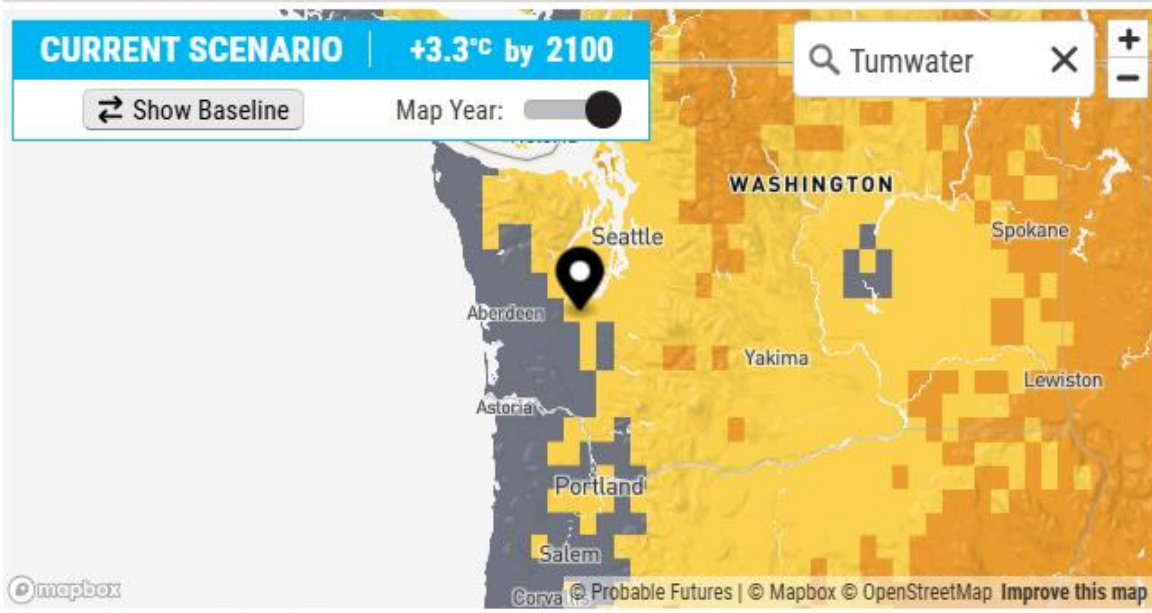 CURRENT SCENARIO | +3.3°C by 2100
Show Baseline
Map Year:
Tumwater
+
−
WASHINGTON
Seattle
Spokane
Aberdeen
Yakima
Lewiston
Astoria
Portland
Salem
mapbox
© Probable Futures | © Mapbox © OpenStreetMap Improve this map